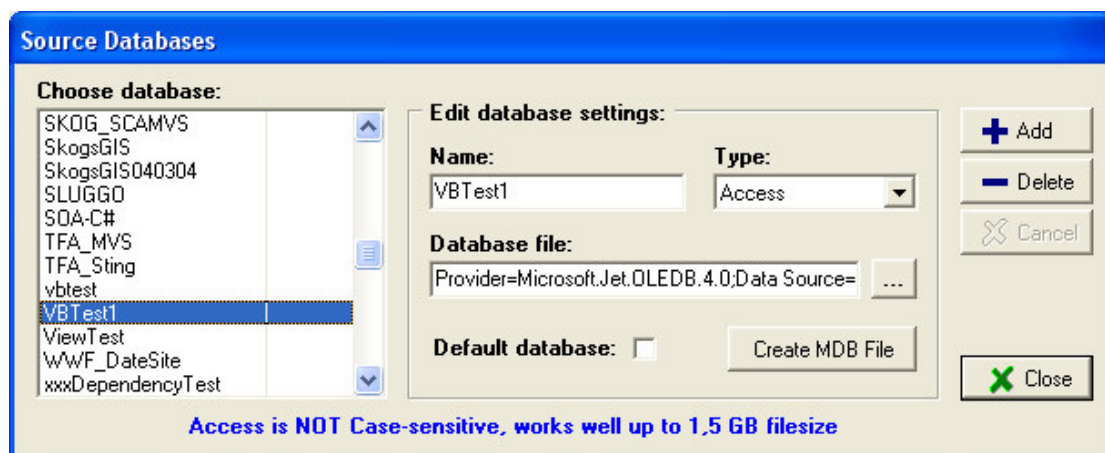 Source Databases
Choose database:
SKOG_SCAMVS
SkogsGIS
SkogsGIS040304
SLUGGO
SOA-C#
TFA_MVS
TFA_Sting
vbtest
VBTest1
ViewTest
WWF_DateSite
xxxDependencyTest
Edit database settings:
Name:
Type:
VBTest1
Access
Database file:
Provider=Microsoft.Jet.OLEDB.4.0;Data Source=
...
Default database:
Create MDB File
Add
Delete
Cancel
Close
Access is NOT Case-sensitive, works well up to 1,5 GB filesize